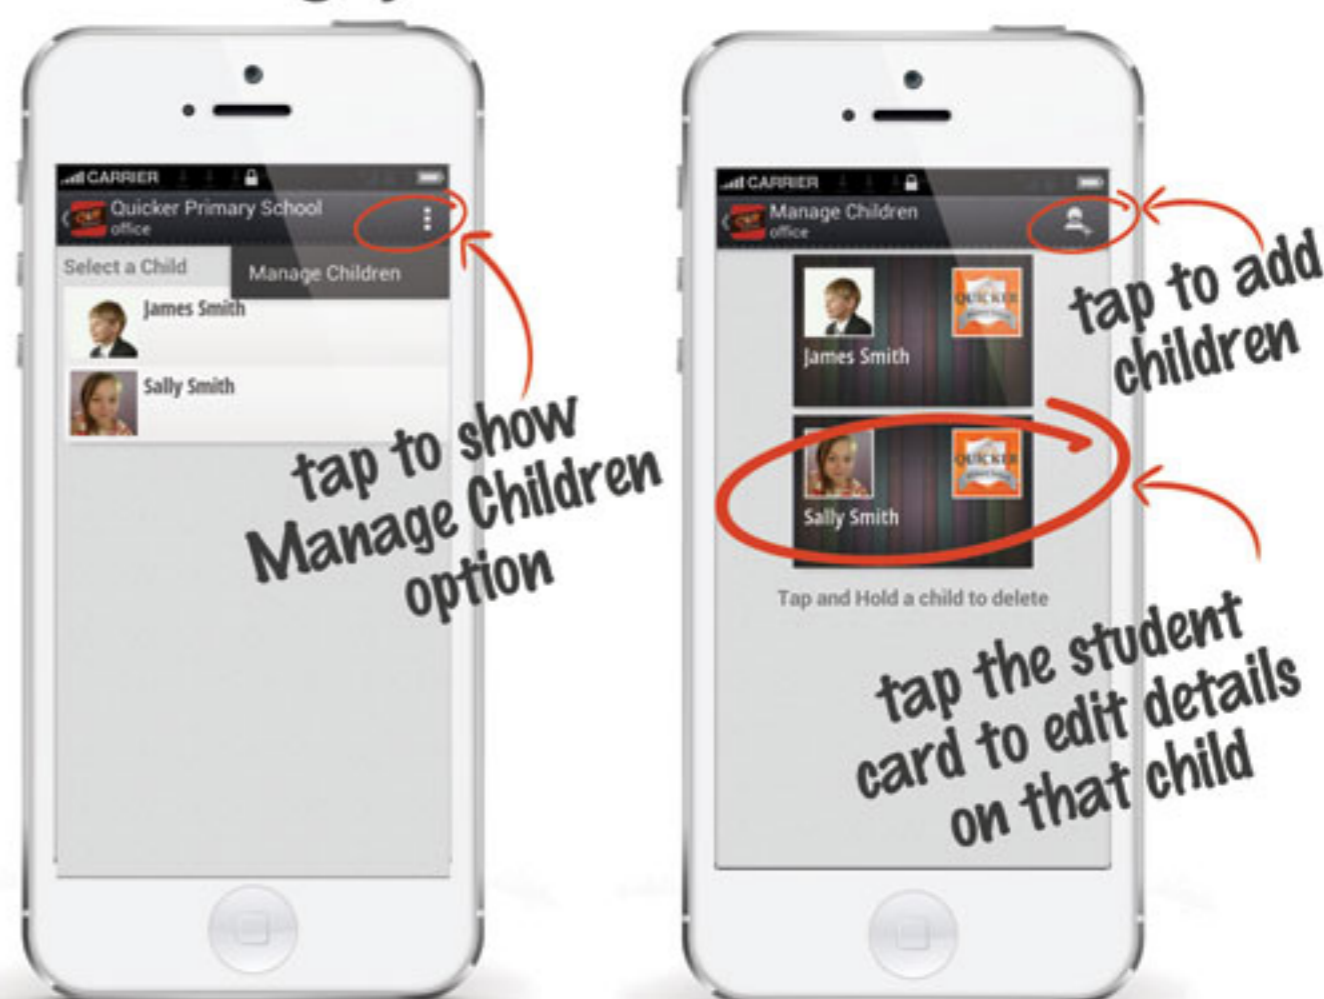 CARRIER
Quicker Primary School
office
Select a Child
Manage Children
James Smith
Sally Smith
tap to show
Manage Children
option
CARRIER
Manage Children
office
QUICKER
James Smith
QUICKER
Sally Smith
Tap and Hold a child to delete
tap to add
children
tap the student
card to edit details
on that child